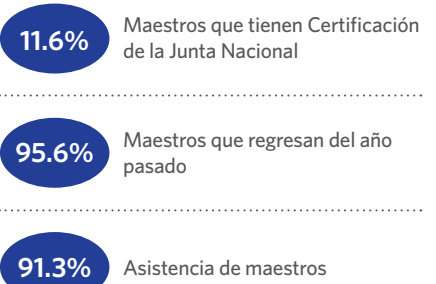 11.6%
Maestros que tienen Certificación
de la Junta Nacional
95.6%
Maestros que regresan del año
pasado
91.3%
Asistencia de maestros